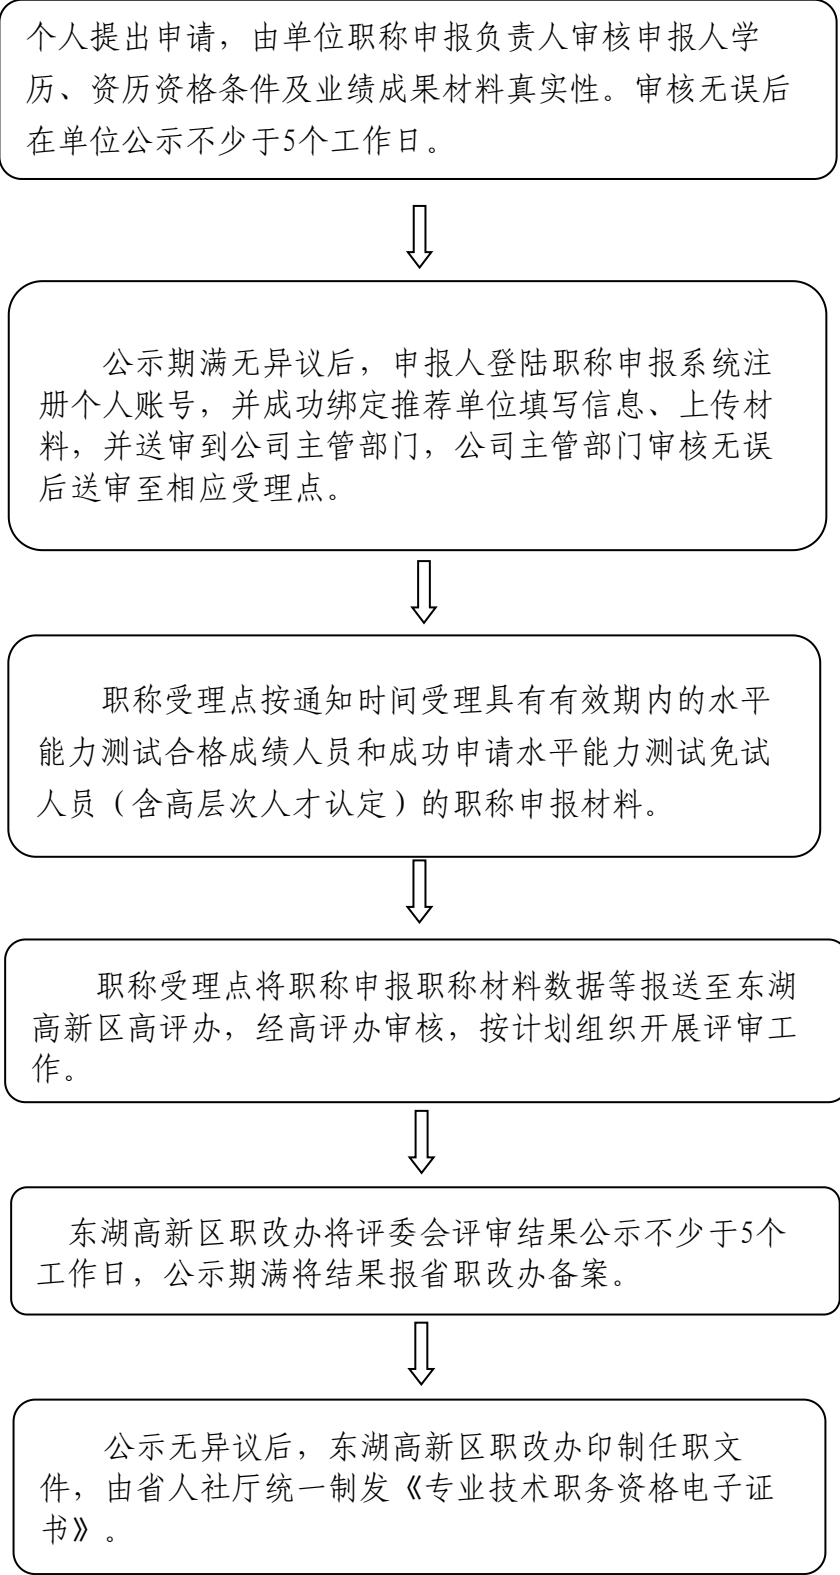 个人提出申请，由单位职称申报负责人审核申报人学
历、资历资格条件及业绩成果材料真实性。审核无误后
在单位公示不少于5个工作日。
公示期满无异议后，申报人登陆职称申报系统注
册个人账号，并成功绑定推荐单位填写信息、上传材
料，并送审到公司主管部门，公司主管部门审核无误
后送审至相应受理点。
职称受理点按通知时间受理具有有效期内的水平
能力测试合格成绩人员和成功申请水平能力测试免试
人员（含高层次人才认定）的职称申报材料。
职称受理点将职称申报职称材料数据等报送至东湖
高新区高评办，经高评办审核，按计划组织开展评审工
作。
东湖高新区职改办将评委会评审结果公示不少于5个
工作日，公示期满将结果报省职改办备案。
公示无异议后，东湖高新区职改办印制任职文
件，由省人社厅统一制发《专业技术职务资格电子证
书》。